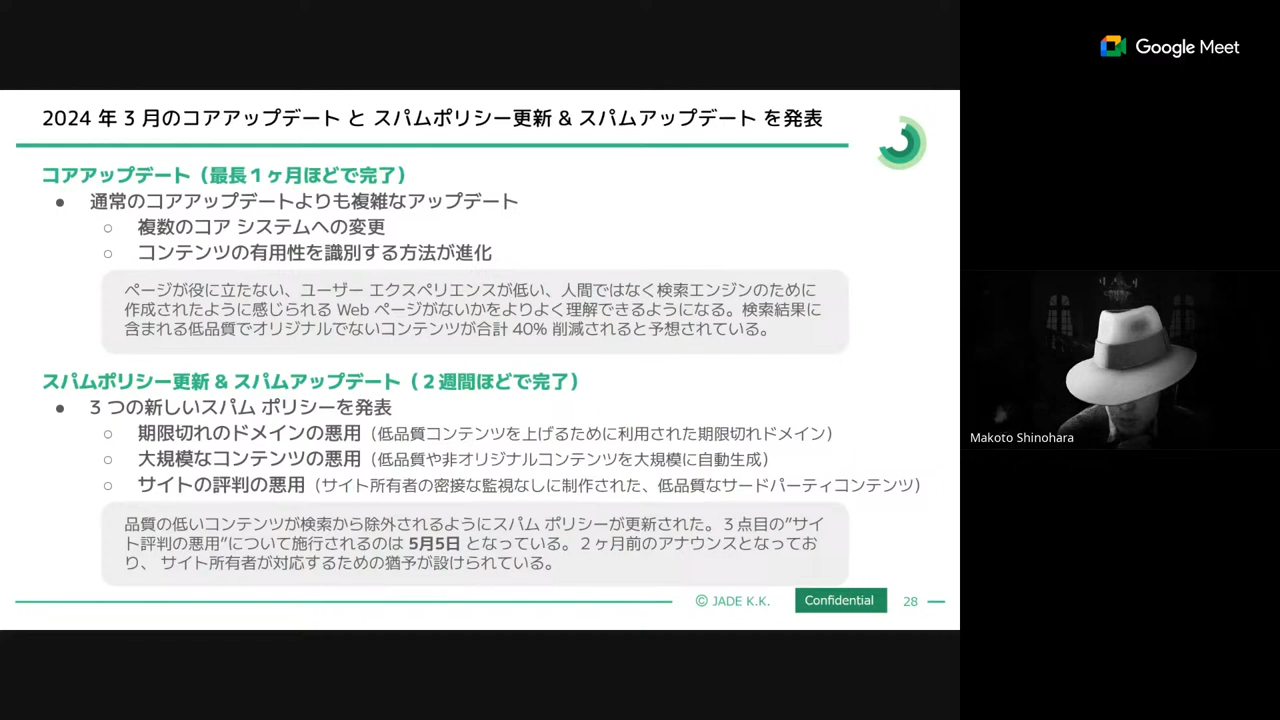 2024 年 3 月のコアアップデート と スパムポリシー更新 & スパムアップデート を発表
コアアップデート（最長１ヶ月ほどで完了）
● 通常のコアアップデートよりも複雑なアップデート
○ 複数のコア システムへの変更
○ コンテンツの有用性を識別する方法が進化
ページが役に立たない、ユーザー エクスペリエンスが低い、人間ではなく検索エンジンのために
作成されたように感じられる Web ページがないかをよりよく理解できるようになる。検索結果に
含まれる低品質でオリジナルでないコンテンツが合計 40% 削減されると予想されている。
スパムポリシー更新 & スパムアップデート（２週間ほどで完了）
● 3 つの新しいスパム ポリシーを発表
○ 期限切れのドメインの悪用（低品質コンテンツを上げるために利用された期限切れドメイン）
○ 大規模なコンテンツの悪用（低品質や非オリジナルコンテンツを大規模に自動生成）
○ サイトの評判の悪用（サイト所有者の密接な監視なしに制作された、低品質なサードパーティコンテンツ）
品質の低いコンテンツが検索から除外されるようにスパム ポリシーが更新された。３点目の”サイ
ト評判の悪用”について施行されるのは 5月5日 となっている。２ヶ月前のアナウンスとなってお
り、 サイト所有者が対応するための猶予が設けられている。
© JADE K.K. Confidential 28
Google Meet
Makoto Shinohara